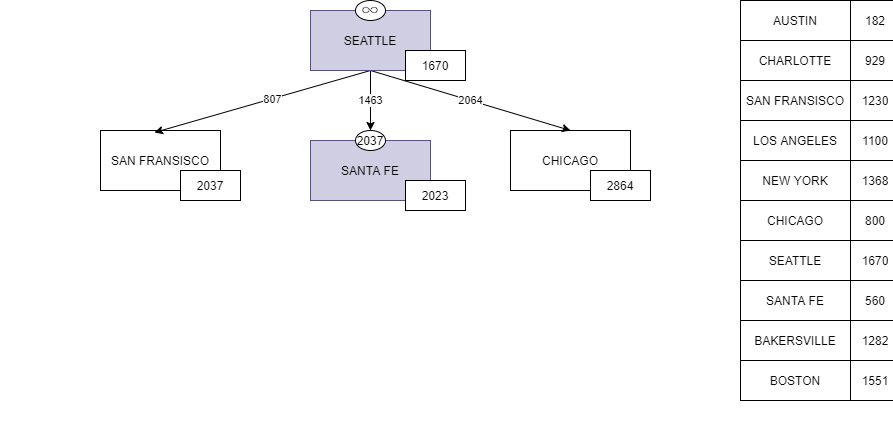 ∞
SEATTLE
1670
807
1463
2064
SAN FRANSISCO
2037
2037
SANTA FE
2023
CHICAGO
2864
AUSTIN 182
CHARLOTTE 929
SAN FRANSISCO 1230
LOS ANGELES 1100
NEW YORK 1368
CHICAGO 800
SEATTLE 1670
SANTA FE 560
BAKERSVILLE 1282
BOSTON 1551